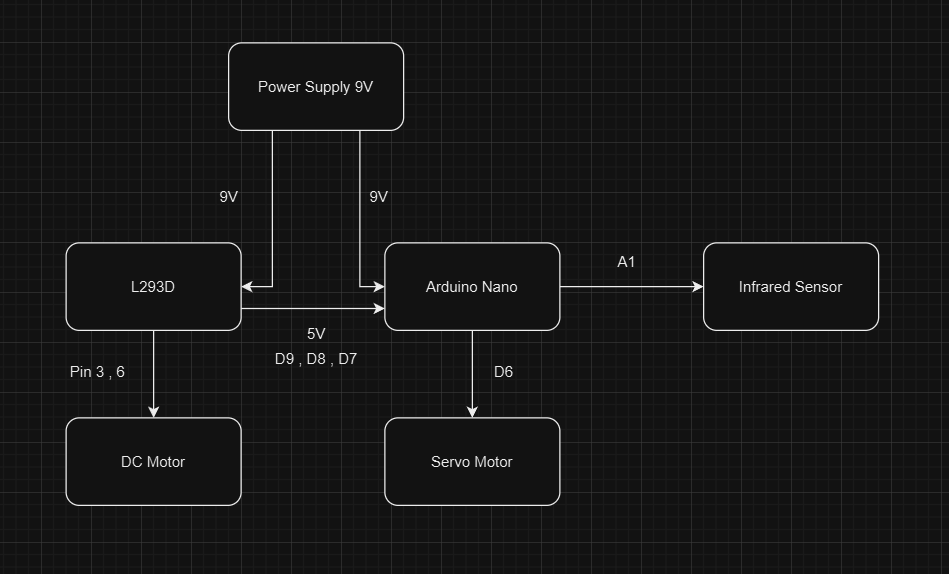 Power Supply 9V
9V
9V
L293D
Arduino Nano
A1
Infrared Sensor
5V
D9 , D8 , D7
Pin 3 , 6
D6
DC Motor
Servo Motor